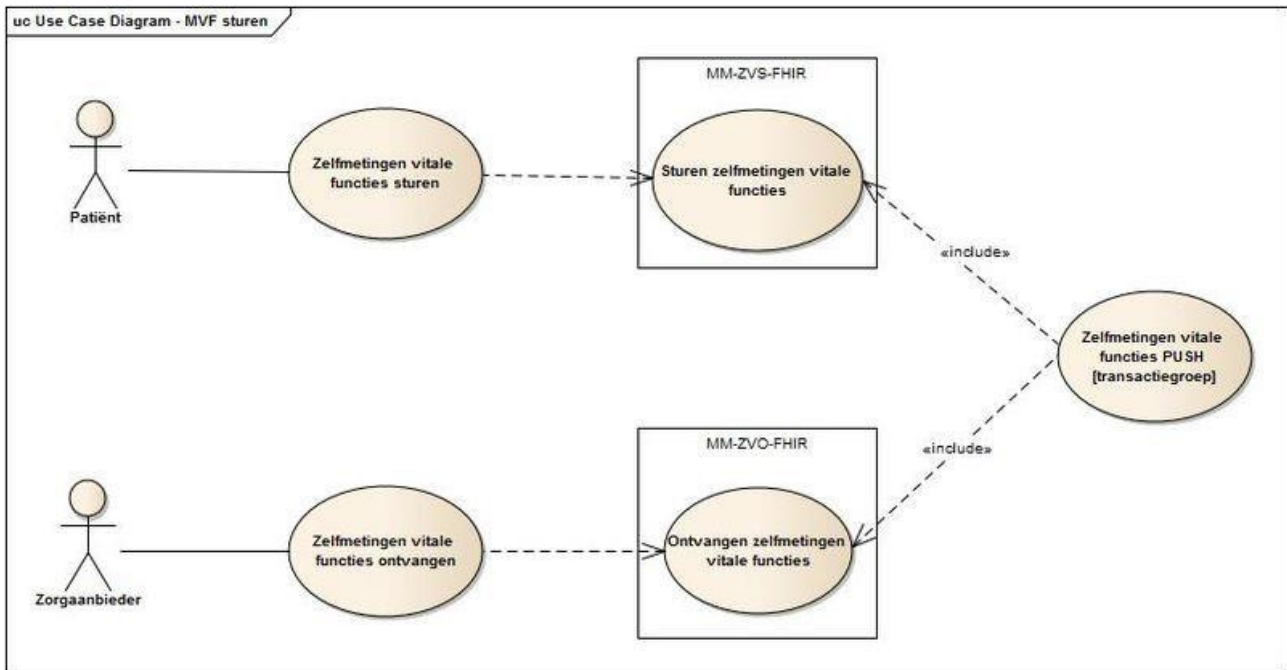 uc Use Case Diagram - MVF sturen
MM-ZVS-FHIR
Patiënt
Zelfmetingen vitale
functies sturen
Sturen zelfmetingen vitale
functies
«include»
Zelfmetingen vitale
functies PUSH
[transactiegroep]
«include»
MM-ZVO-FHIR
Zorgaanbieder
Zelfmetingen vitale
functies ontvangen
Ontvangen zelfmetingen
vitale functies